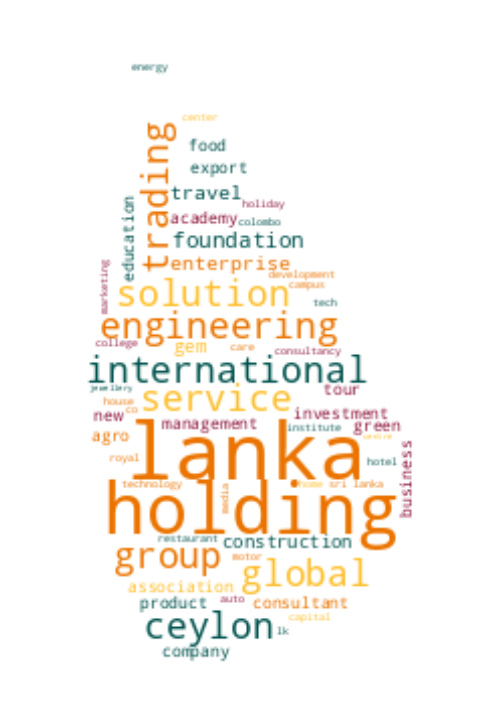 energy
center
trading
food
export
education
travel
holiday
academy
colombo
foundation
enterprise
marketing
development
campus
solution
tech
engineering
college
gem
care
consultancy
international
jewellery
tour
service
house
co
new
investment
management
institute
green
agro
centre
lanka
business
royal
hotel
technology
media
home
sri lanka
holding
restaurant
construction
group
motor
global
association
product
auto
consultant
capital
ceylon
lk
company